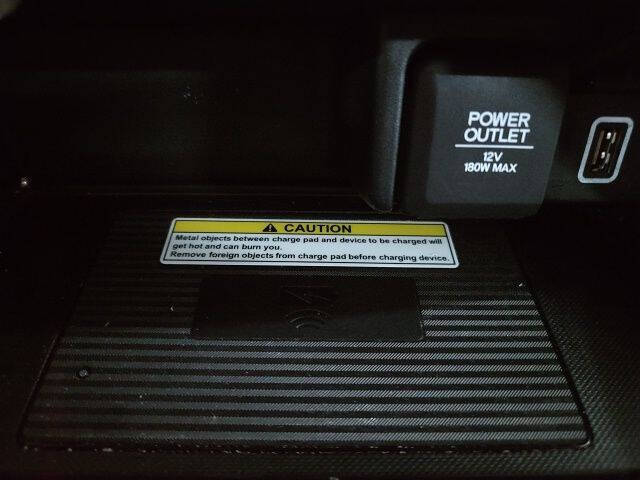 POWER
OUTLET
12V
180W MAX
CAUTION
Metal objects between charge pad and device to be charged will
get hot and can burn you.
Remove foreign objects from charge pad before charging device.